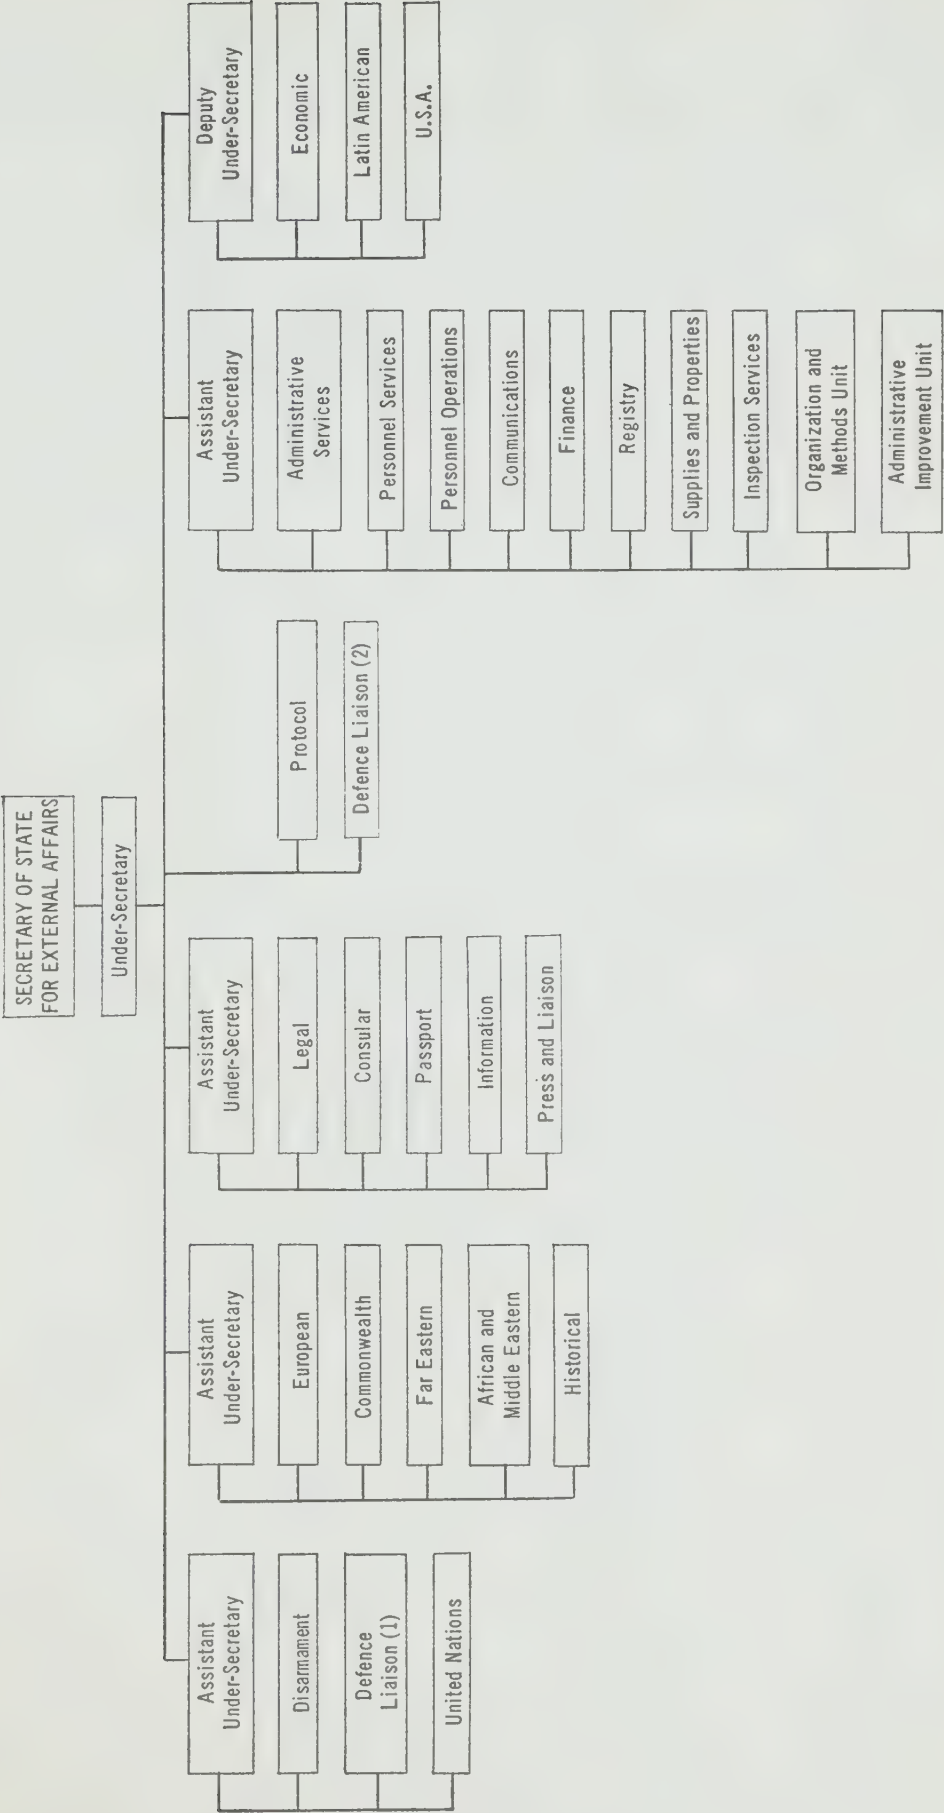 SECRETARY OF STATE
FOR EXTERNAL AFFAIRS
Under-Secretary
Assistant
Under-Secretary
Disarmament
Defence
Liaison (1)
United Nations
Assistant
Under-Secretary
European
Commonwealth
Far Eastern
African and
Middle Eastern
Historical
Assistant
Under-Secretary
Legal
Consular
Passport
Information
Press and Liaison
Protocol
Defence Liaison (2)
Assistant
Under-Secretary
Administrative
Services
Personnel Services
Personnel Operations
Communications
Finance
Registry
Supplies and Properties
Inspection Services
Organization and
Methods Unit
Administrative
Improvement Unit
Deputy
Under-Secretary
Economic
Latin American
U.S.A.